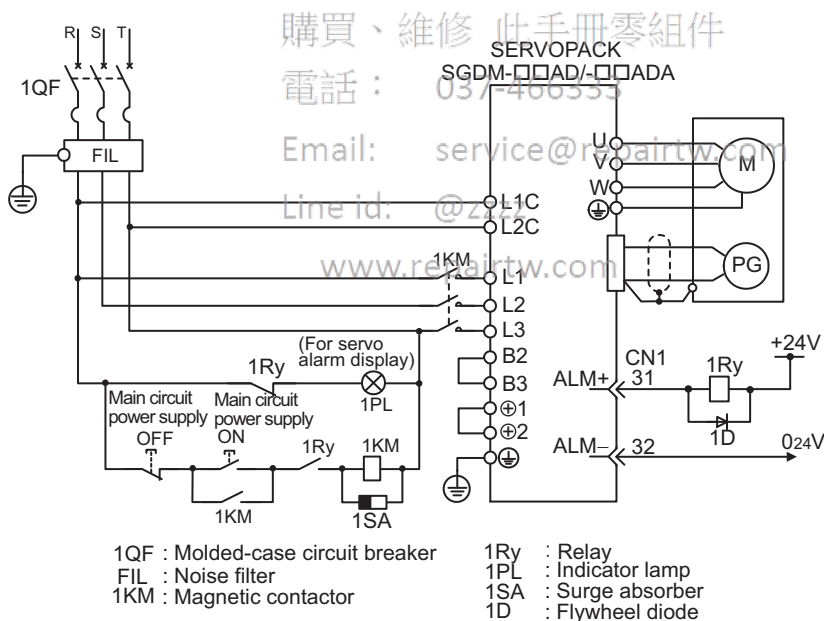 購買、維修 此手冊零組件
電話： 037-466333
Email: service@repairtw.com
Line id: @zzzz
www.repairtw.com
R S T
1QF
FIL
SERVOPACK
SGDM-□□AD/-□□ADA
U
V
W
M
L1C
L2C
PG
1KM
L1
L2
L3
(For servo
alarm display)
1Ry
1PL
B2
B3
⊕1
⊕2
Main circuit
power supply
OFF
Main circuit
power supply
ON
1Ry
1KM
1KM
1SA
CN1
ALM+
31
1Ry
+24V
1D
ALM−
32
024V
1QF : Molded-case circuit breaker
FIL : Noise filter
1KM : Magnetic contactor
1Ry : Relay
1PL : Indicator lamp
1SA : Surge absorber
1D : Flywheel diode